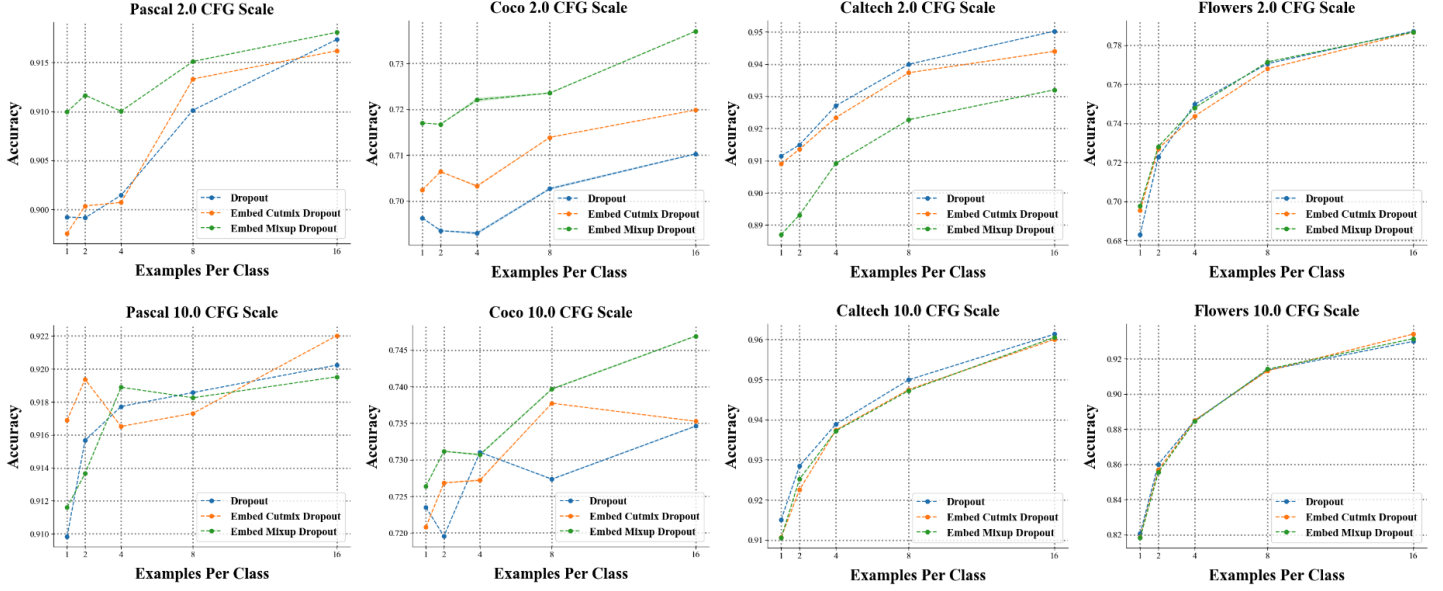 Pascal 2.0 CFG Scale
Accuracy
0.915
0.910
0.905
0.900
Dropout
Embed Cutmix Dropout
Embed Mixup Dropout
1 2 4 8 16
Examples Per Class
Coco 2.0 CFG Scale
Accuracy
0.73
0.72
0.71
0.70
Dropout
Embed Cutmix Dropout
Embed Mixup Dropout
1 2 4 8 16
Examples Per Class
Caltech 2.0 CFG Scale
Accuracy
0.95
0.94
0.93
0.92
0.91
0.90
0.89
Dropout
Embed Cutmix Dropout
Embed Mixup Dropout
1 2 4 8 16
Examples Per Class
Flowers 2.0 CFG Scale
Accuracy
0.78
0.76
0.74
0.72
0.70
0.68
Dropout
Embed Cutmix Dropout
Embed Mixup Dropout
1 2 4 8 16
Examples Per Class
Pascal 10.0 CFG Scale
Accuracy
0.922
0.920
0.918
0.916
0.914
0.912
0.910
Dropout
Embed Cutmix Dropout
Embed Mixup Dropout
1 2 4 8 16
Examples Per Class
Coco 10.0 CFG Scale
Accuracy
0.745
0.740
0.735
0.730
0.725
0.720
Dropout
Embed Cutmix Dropout
Embed Mixup Dropout
1 2 4 8 16
Examples Per Class
Caltech 10.0 CFG Scale
Accuracy
0.96
0.95
0.94
0.93
0.92
0.91
Dropout
Embed Cutmix Dropout
Embed Mixup Dropout
1 2 4 8 16
Examples Per Class
Flowers 10.0 CFG Scale
Accuracy
0.92
0.90
0.88
0.86
0.84
0.82
Dropout
Embed Cutmix Dropout
Embed Mixup Dropout
1 2 4 8 16
Examples Per Class